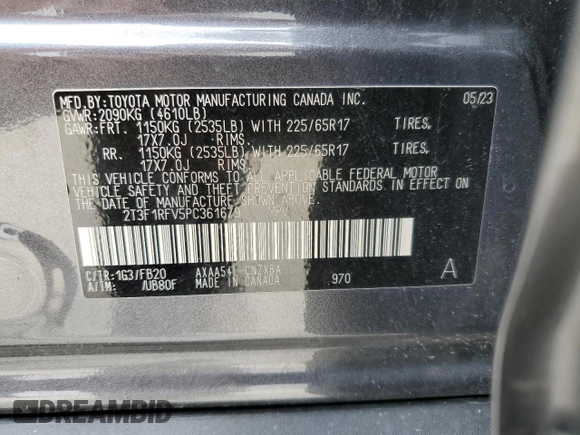 MFD.BY:TOYOTA MOTOR MANUFACTURING CANADA INC. 05/23
GVWR:2090KG (4610LB)
GAWR:FRT. 1150KG (2535LB) WITH 225/65R17 TIRES,
17X7.0J RIMS,
RR. 1150KG (2535LB) WITH 225/65R17 TIRES,
17X7.0J RIMS,
THIS VEHICLE CONFORMS TO ALL APPLICABLE FEDERAL MOTOR
VEHICLE SAFETY AND THEFT PREVENTION STANDARDS IN EFFECT ON
THE DATE OF MANUFACTURE SHOWN ABOVE.
2T3F1RFV5PC361679 MPV
C/TR:1G3/FB20 CNZXBA A
A/TM: /UB80F MADE IN CANADA 970
DREAMBID